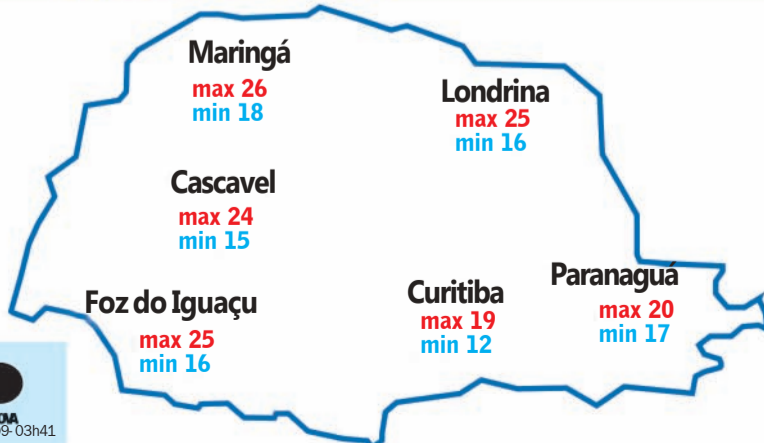 Maringá
max 26
min 18
Londrina
max 25
min 16
Cascavel
max 24
min 15
Foz do Iguaçu
max 25
min 16
Curitiba
max 19
min 12
Paranaguá
max 20
min 17
03h41